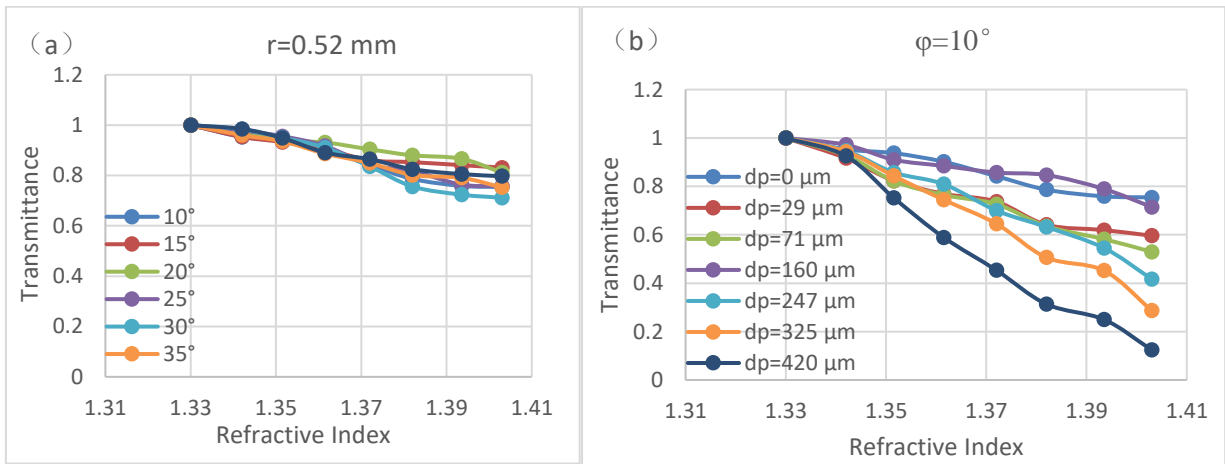 （a）
r=0.52 mm
1.2
1
0.8
0.6
0.4
0.2
0
Transmittance
10°
15°
20°
25°
30°
35°
1.31 1.33 1.35 1.37 1.39 1.41
Refractive Index
（b）
φ=10°
1.2
1
0.8
0.6
0.4
0.2
0
Transmittance
dp=0 μm
dp=29 μm
dp=71 μm
dp=160 μm
dp=247 μm
dp=325 μm
dp=420 μm
1.31 1.33 1.35 1.37 1.39 1.41
Refractive Index